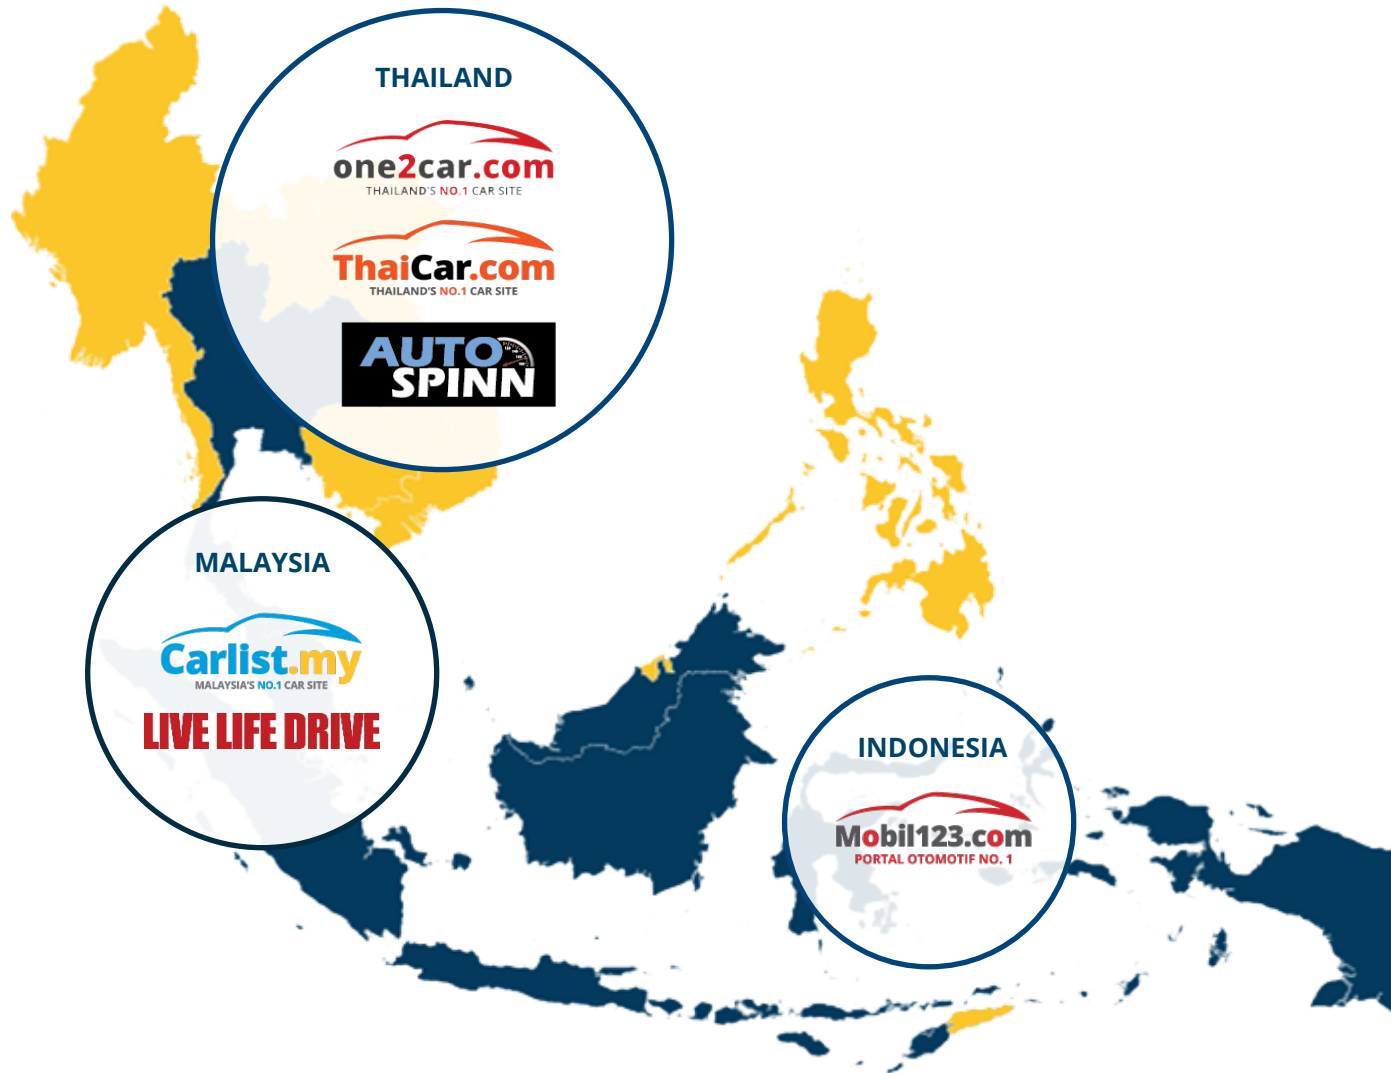 THAILAND
one2car.com
THAILAND'S NO.1 CAR SITE
ThaiCar.com
THAILAND'S NO.1 CAR SITE
AUTO
SPINN
MALAYSIA
Carlist.my
MALAYSIA'S NO.1 CAR SITE
LIVE LIFE DRIVE
INDONESIA
Mobil123.com
PORTAL OTOMOTIF NO. 1